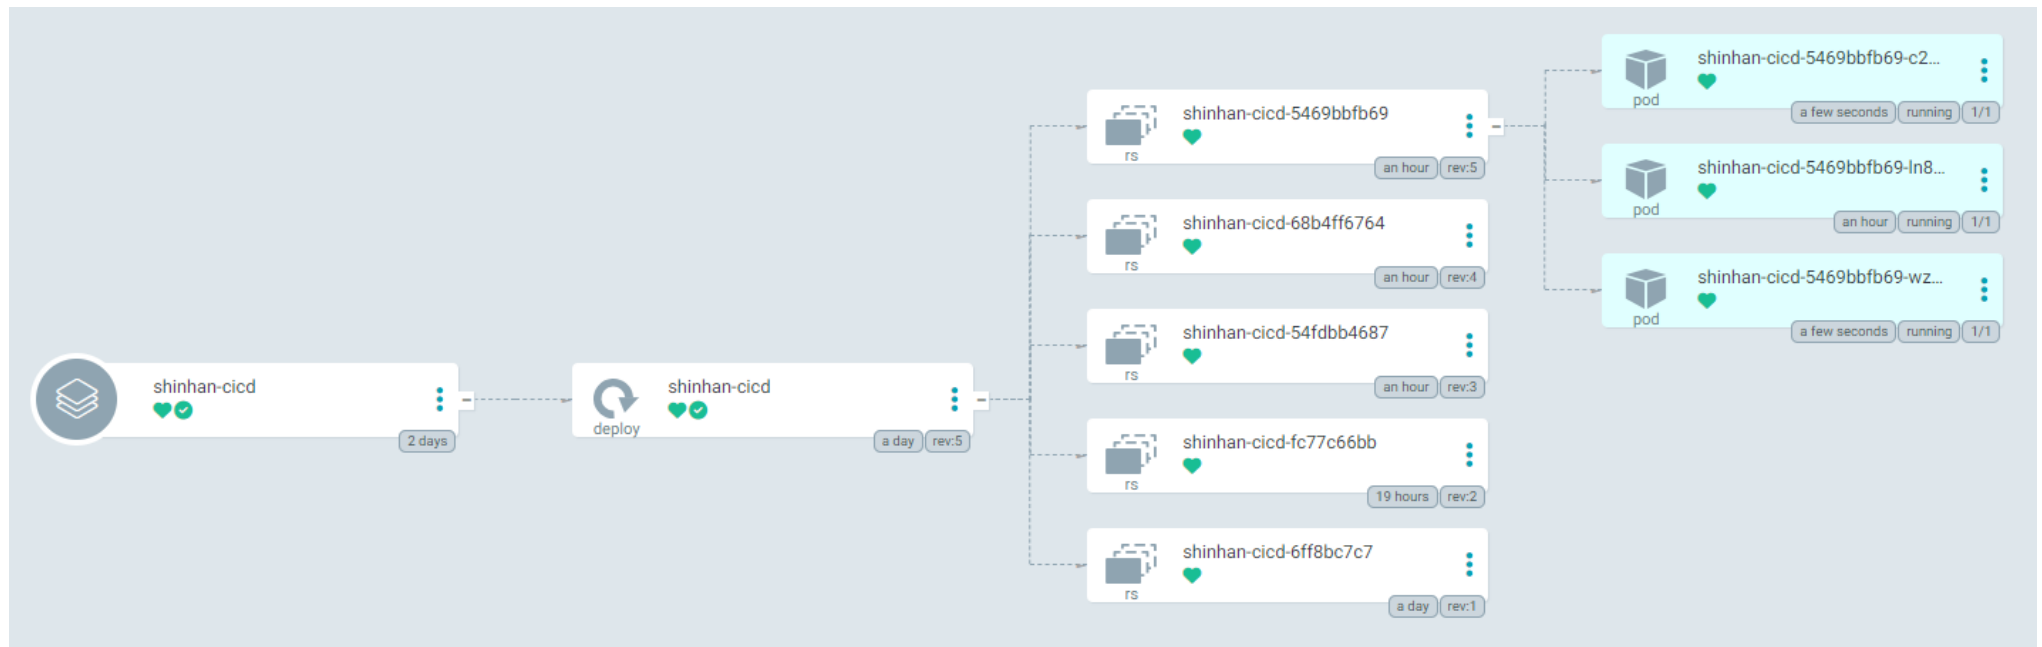 shinhan-cicd
2 days
deploy
shinhan-cicd
a day rev:5
rs
shinhan-cicd-5469bbfb69
an hour rev:5
rs
shinhan-cicd-68b4ff6764
an hour rev:4
rs
shinhan-cicd-54fdbb4687
an hour rev:3
rs
shinhan-cicd-fc77c66bb
19 hours rev:2
rs
shinhan-cicd-6ff8bc7c7
a day rev:1
pod
shinhan-cicd-5469bbfb69-c2...
a few seconds running 1/1
pod
shinhan-cicd-5469bbfb69-ln8...
an hour running 1/1
pod
shinhan-cicd-5469bbfb69-wz...
a few seconds running 1/1